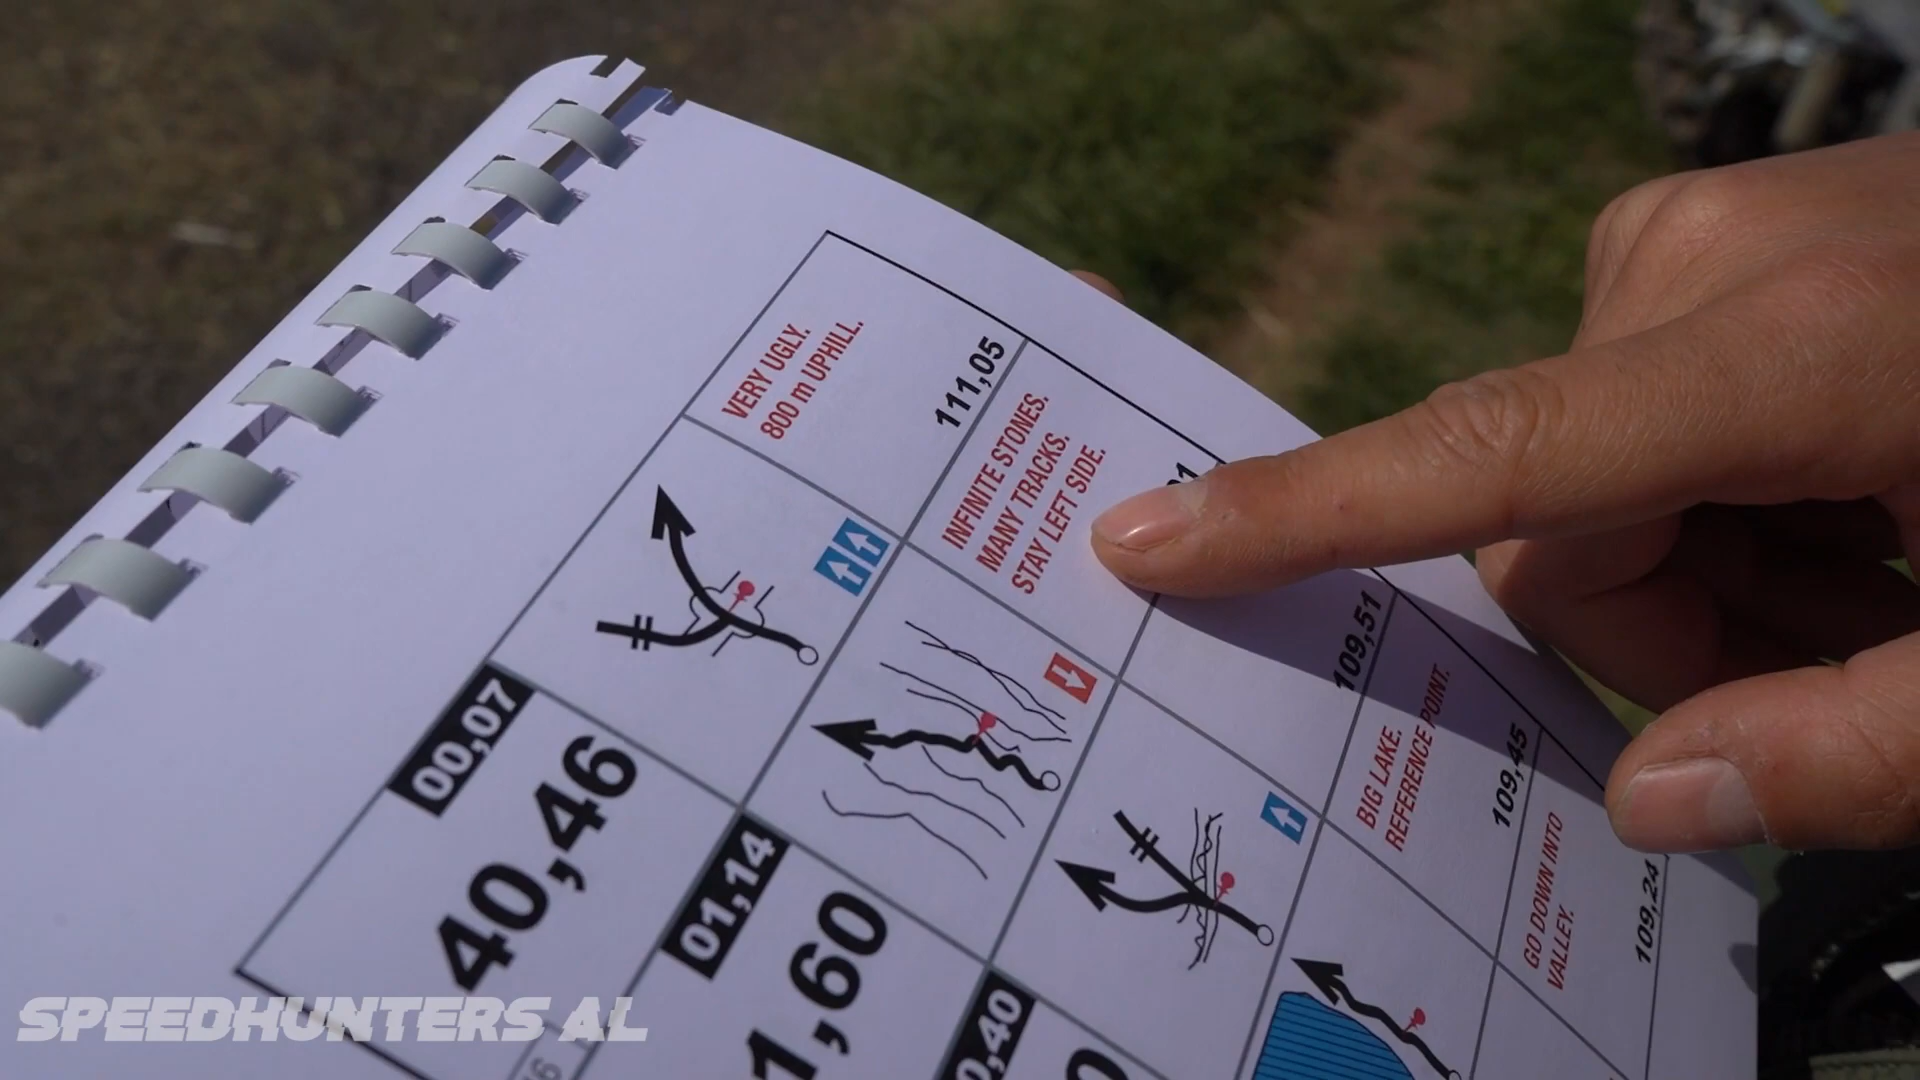 VERY UGLY.
800 m UPHILL.
111,05
00,07
40,46
INFINITE STONES.
MANY TRACKS.
STAY LEFT SIDE.
01,14
1,60
109,51
BIG LAKE.
REFERENCE POINT.
109,45
GO DOWN INTO
VALLEY.
109,24
SPEEDHUNTERS AL